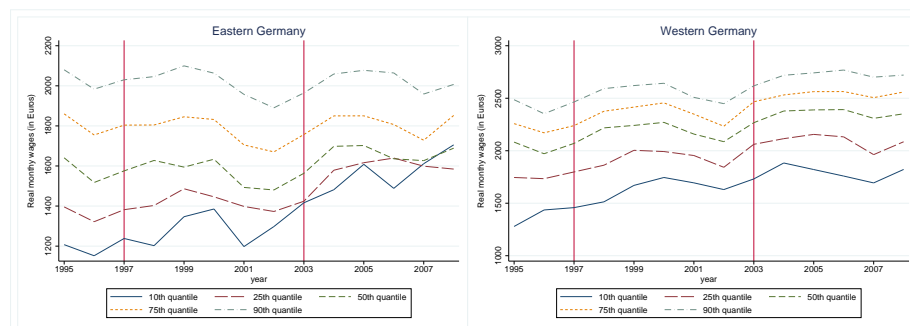 Eastern Germany
Real monthly wages (in Euros)
2200
2000
1800
1600
1400
1200
1995 1997 1999 2001 2003 2005 2007
year
10th quantile 25th quantile 50th quantile
75th quantile 90th quantile
Western Germany
Real monthly wages (in Euros)
3000
2500
2000
1500
1000
1995 1997 1999 2001 2003 2005 2007
year
10th quantile 25th quantile 50th quantile
75th quantile 90th quantile